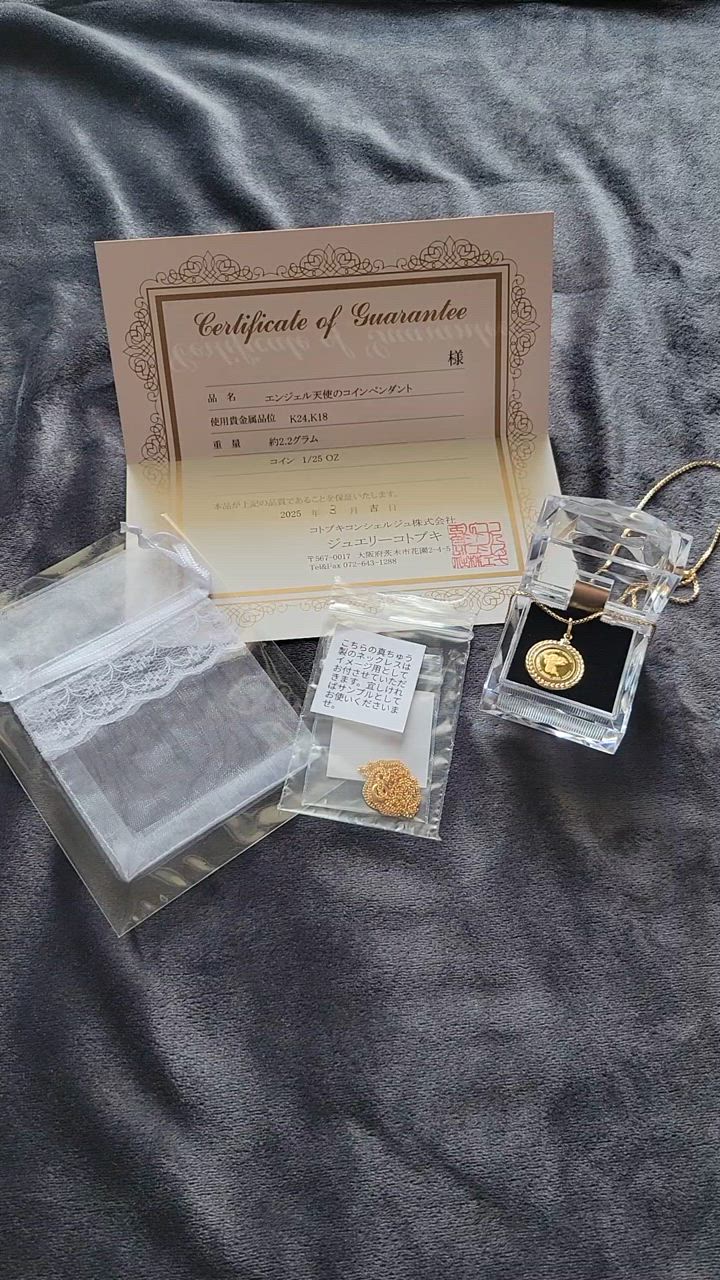 Certificate of Guarantee
様
品 名 エンジェル天使のコインペンダント
使用貴金属品位 K24,K18
重 量 約2.2グラム
コイン 1/25 OZ
本品が上記の品質であることを保証いたします。
2025 年 3 月 吉 日
コトブキコンシェルジュ株式会社
ジュエリーコトブキ
〒567-0017 大阪府茨木市花園2-4-5
Tel&Fax 072-643-1288
こちらの真ちゅう
製のネックレスは
イメージ用として
お付けさせていただ
きます。宜しければ
サンプルとして
お使いくださいま
せ。